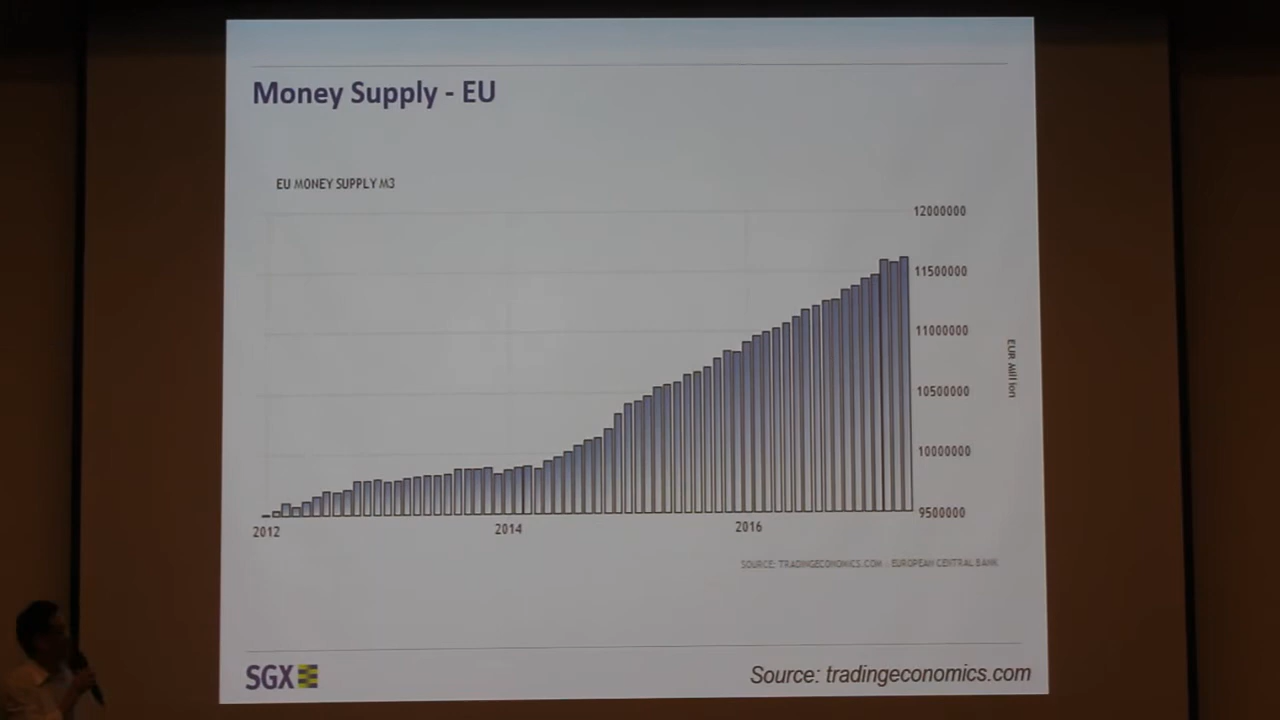 Money Supply - EU
EU MONEY SUPPLY M3
12000000
11500000
11000000
10500000
10000000
9500000
EUR Million
2012
2014
2016
SOURCE: TRADINGECONOMICS.COM | EUROPEAN CENTRAL BANK
SGX
Source: tradingeconomics.com